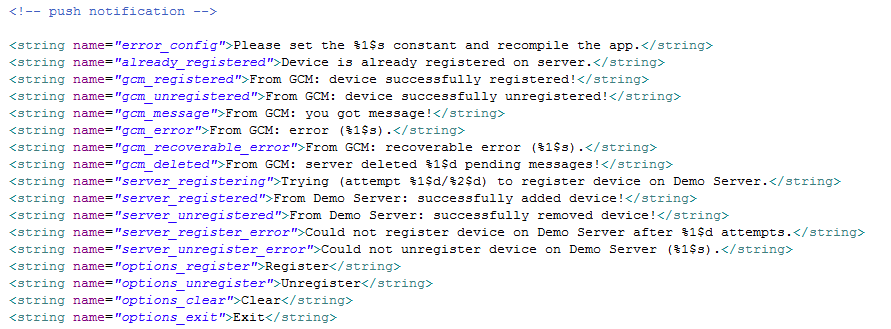 <!-- push notification -->
<string name="error_config">Please set the %1$s constant and recompile the app.</string>
<string name="already_registered">Device is already registered on server.</string>
<string name="gcm_registered">From GCM: device successfully registered!</string>
<string name="gcm_unregistered">From GCM: device successfully unregistered!</string>
<string name="gcm_message">From GCM: you got message!</string>
<string name="gcm_error">From GCM: error (%1$s).</string>
<string name="gcm_recoverable_error">From GCM: recoverable error (%1$s).</string>
<string name="gcm_deleted">From GCM: server deleted %1$d pending messages!</string>
<string name="server_registering">Trying (attempt %1$d/%2$d) to register device on Demo Server.</string>
<string name="server_registered">From Demo Server: successfully added device!</string>
<string name="server_unregistered">From Demo Server: successfully removed device!</string>
<string name="server_register_error">Could not register device on Demo Server after %1$d attempts.</string>
<string name="server_unregister_error">Could not unregister device on Demo Server (%1$s).</string>
<string name="options_register">Register</string>
<string name="options_unregister">Unregister</string>
<string name="options_clear">Clear</string>
<string name="options_exit">Exit</string>